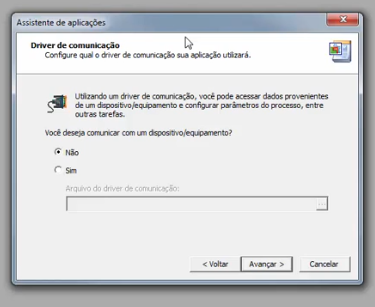 Assistente de aplicações
Driver de comunicação
Configure qual o driver de comunicação sua aplicação utilizará.
Utilizando um driver de comunicação, você pode acessar dados provenientes
de um dispositivo/equipamento e configurar parâmetros do processo, entre
outras tarefas.
Você deseja comunicar com um dispositivo/equipamento?
Não
Sim
Arquivo do driver de comunicação:
...
< Voltar
Avançar >
Cancelar